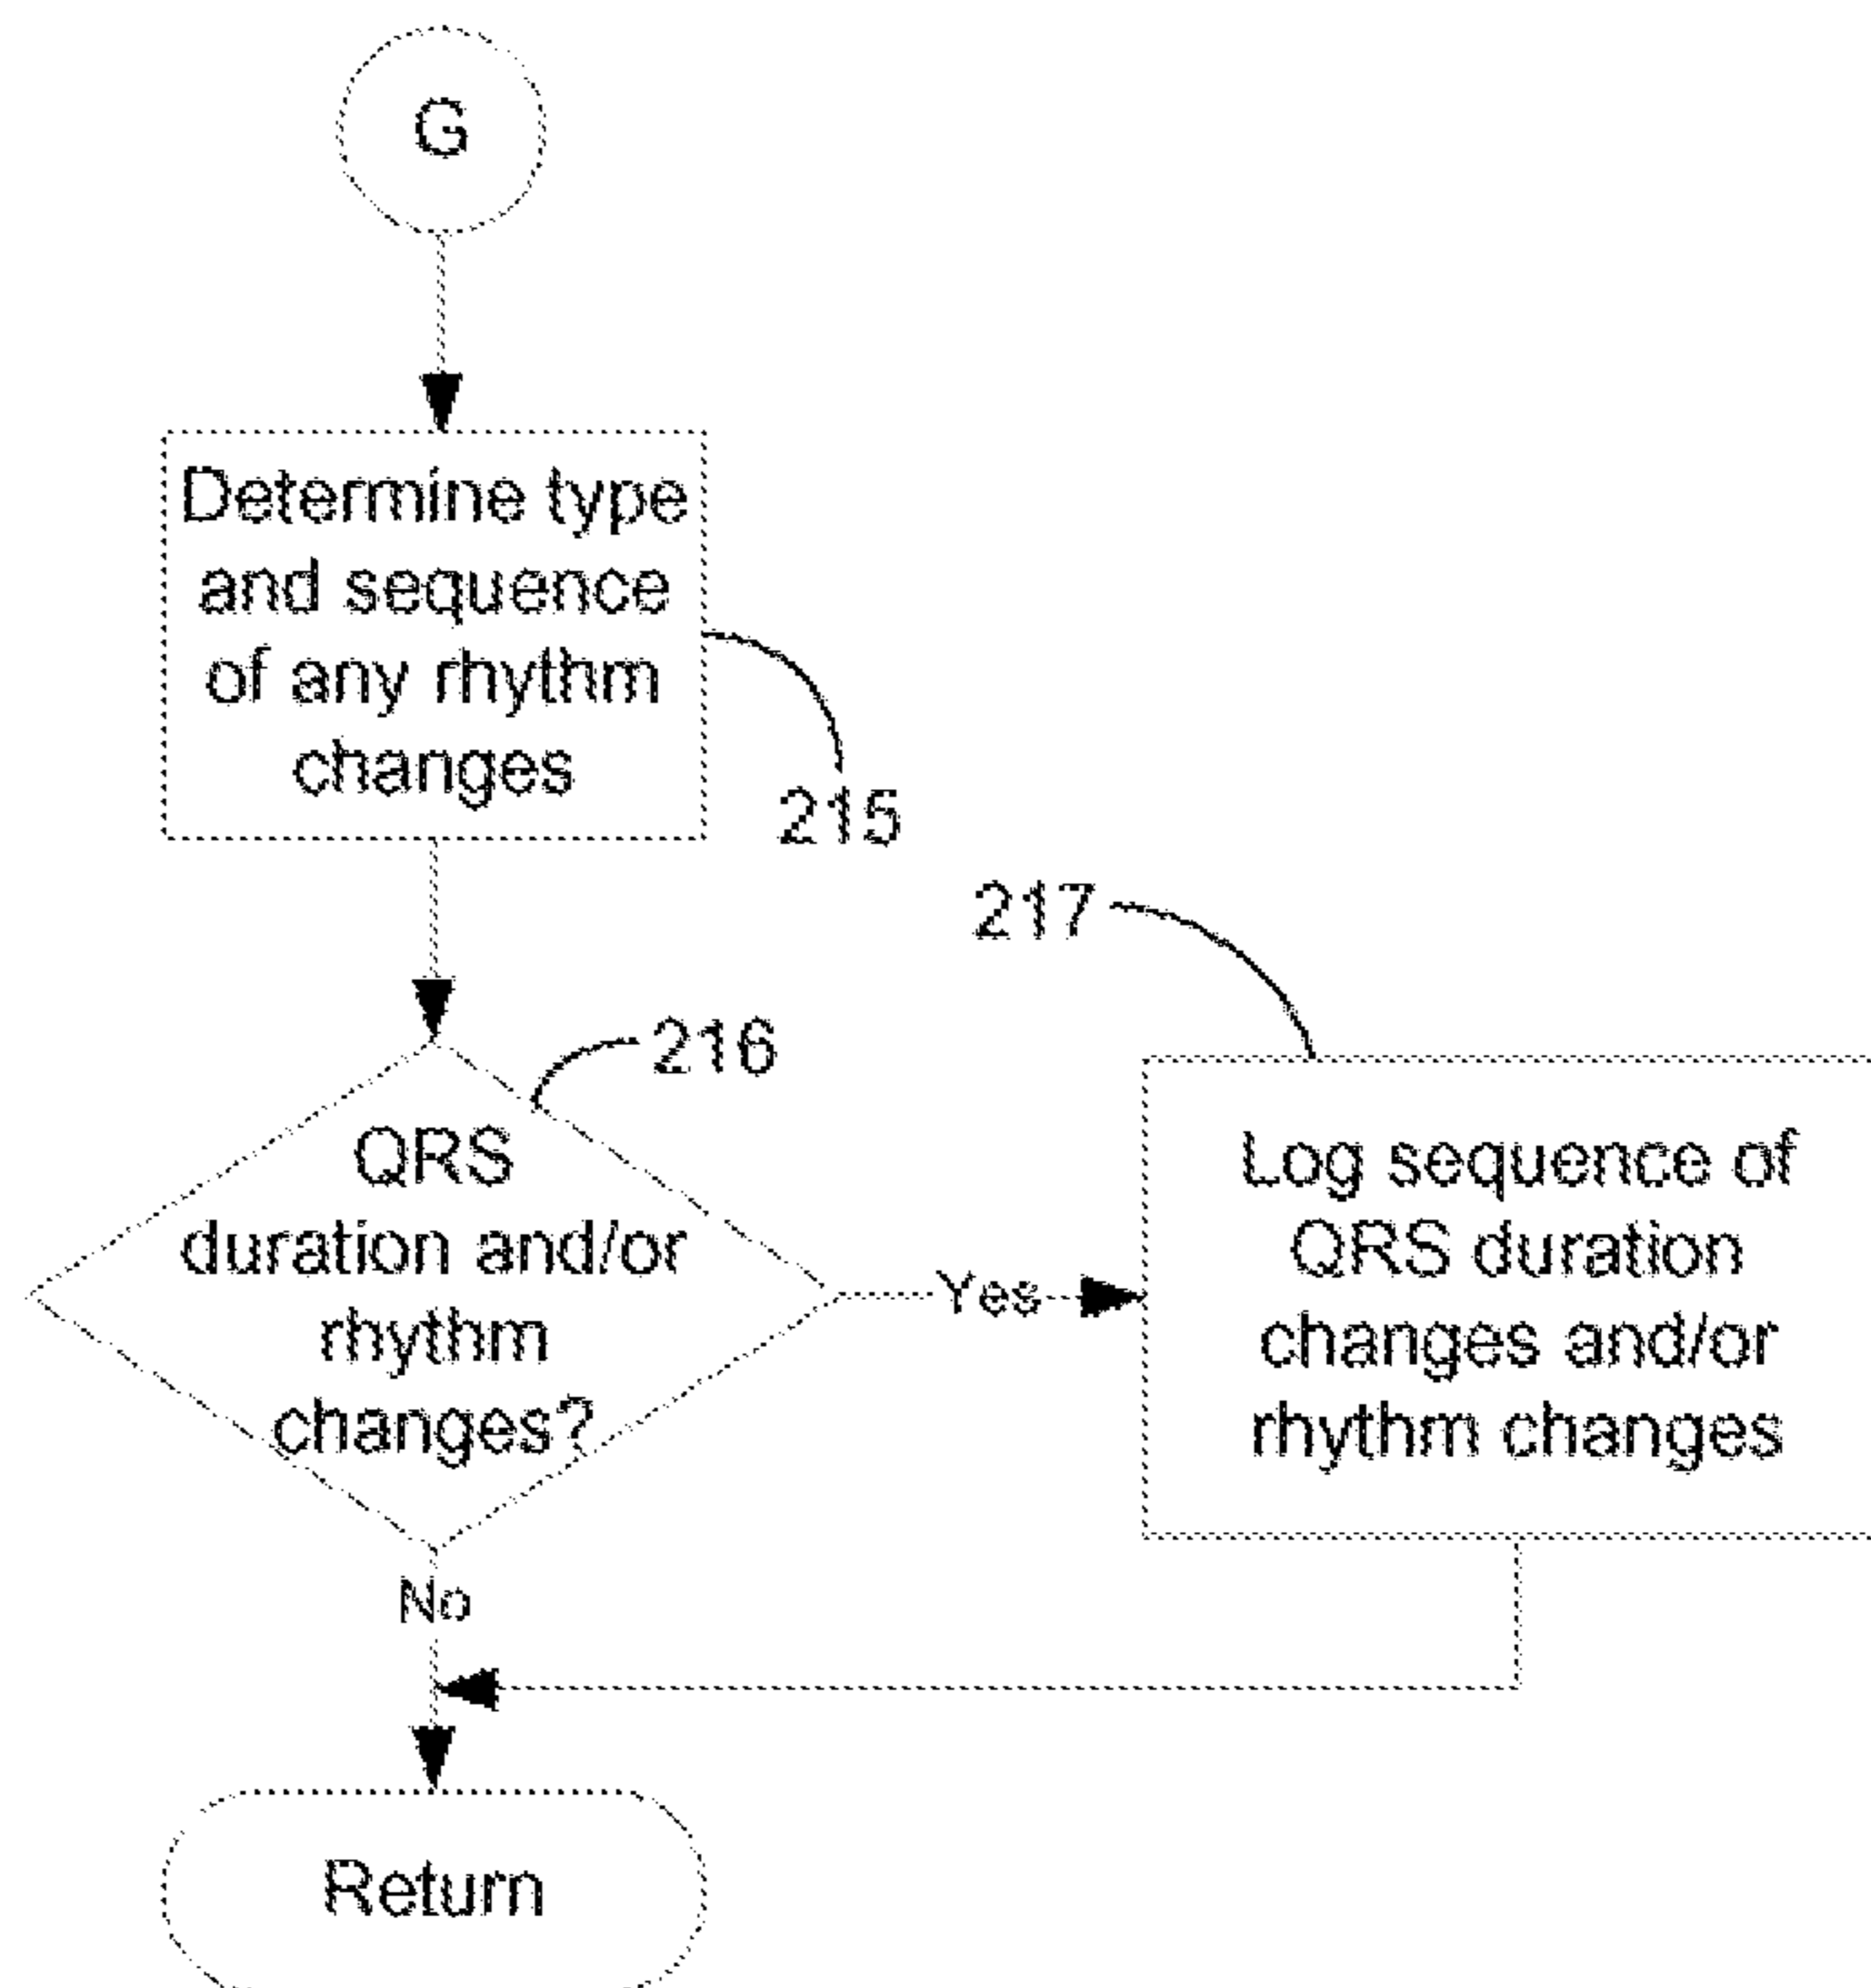 G
Determine type
and sequence
of any rhythm
changes
215
217
216
QRS
duration and/or
rhythm
changes?
Yes
Log sequence of
QRS duration
changes and/or
rhythm changes
No
Return